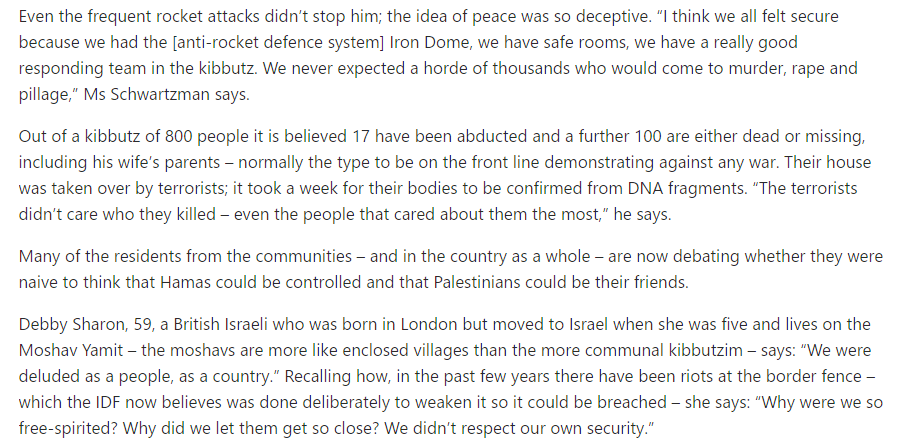 Even the frequent rocket attacks didn’t stop him; the idea of peace was so deceptive. “I think we all felt secure
because we had the [anti-rocket defence system] Iron Dome, we have safe rooms, we have a really good
responding team in the kibbutz. We never expected a horde of thousands who would come to murder, rape and
pillage,” Ms Schwartzman says.
Out of a kibbutz of 800 people it is believed 17 have been abducted and a further 100 are either dead or missing,
including his wife’s parents – normally the type to be on the front line demonstrating against any war. Their house
was taken over by terrorists; it took a week for their bodies to be confirmed from DNA fragments. “The terrorists
didn’t care who they killed – even the people that cared about them the most,” he says.
Many of the residents from the communities – and in the country as a whole – are now debating whether they were
naive to think that Hamas could be controlled and that Palestinians could be their friends.
Debby Sharon, 59, a British Israeli who was born in London but moved to Israel when she was five and lives on the
Moshav Yamit – the moshavs are more like enclosed villages than the more communal kibbutzim – says: “We were
deluded as a people, as a country.” Recalling how, in the past few years there have been riots at the border fence –
which the IDF now believes was done deliberately to weaken it so it could be breached – she says: “Why were we so
free-spirited? Why did we let them get so close? We didn’t respect our own security.”